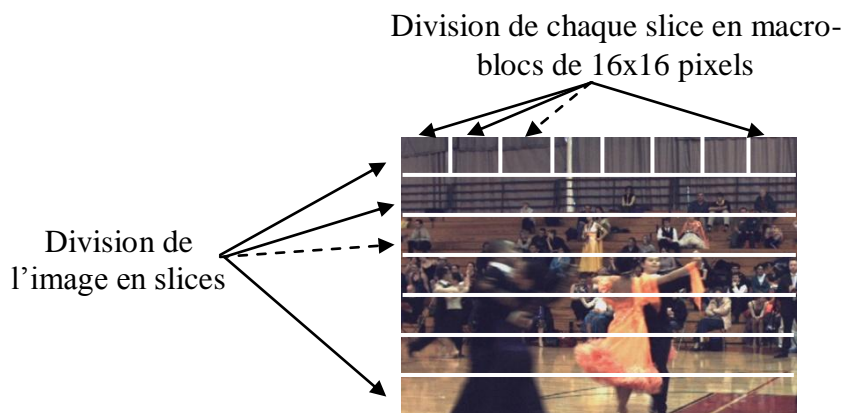 Division de chaque slice en macro-
blocs de 16x16 pixels
Division de
l’image en slices